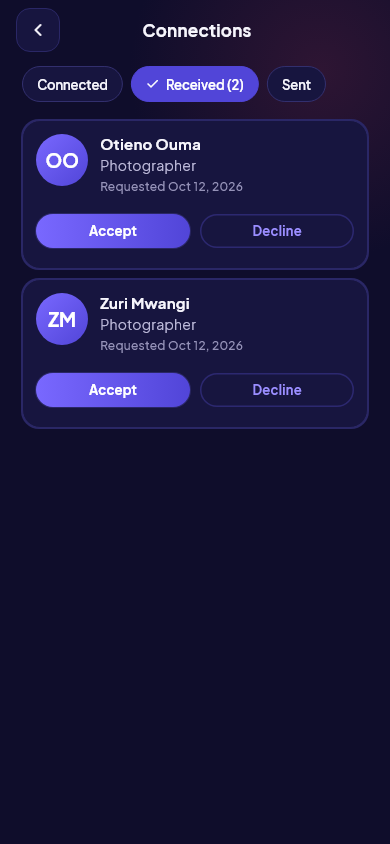 Connections
Connected
Received (2)
Sent
OO
Otieno Ouma
Photographer
Requested Oct 12, 2026
Accept
Decline
ZM
Zuri Mwangi
Photographer
Requested Oct 12, 2026
Accept
Decline